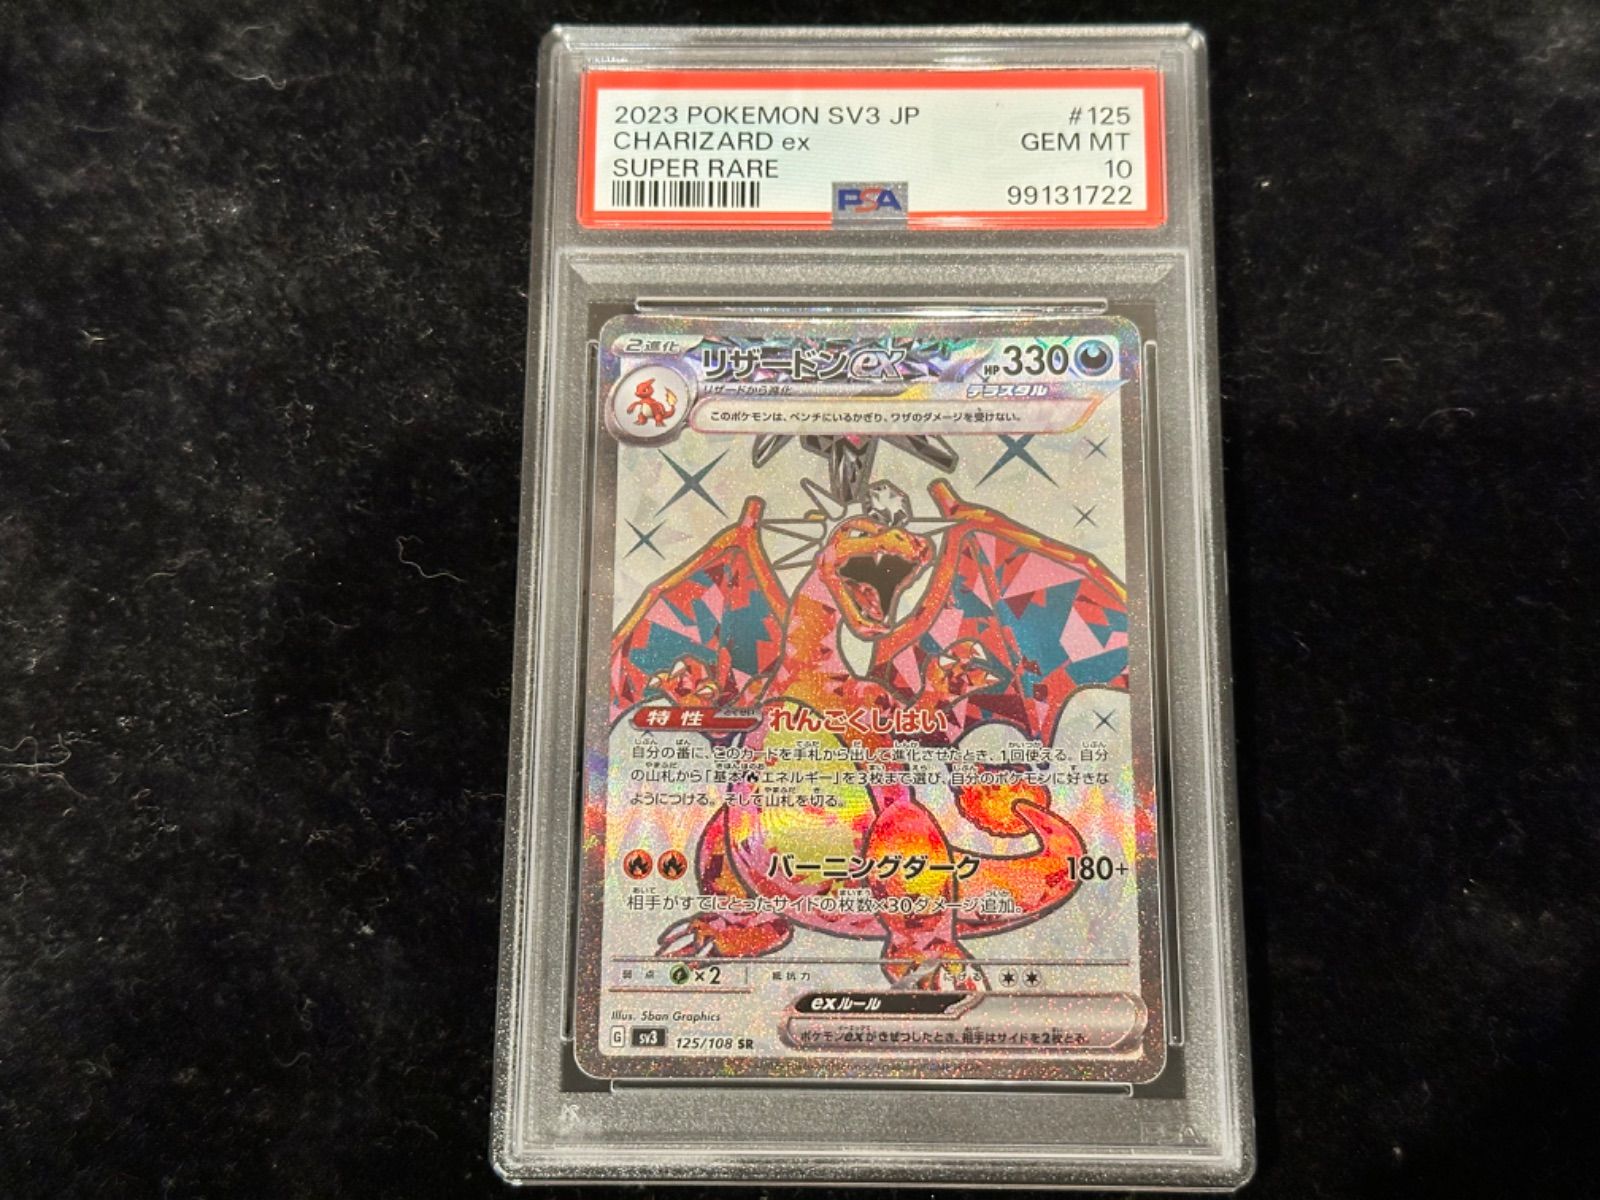 2023 POKEMON SV3 JP #125
CHARIZARD ex GEM MT
SUPER RARE 10
PSA 99131722
2進化 リザードンex HP330
リザードから進化 テラスタル
このポケモンは、ベンチにいるかぎり、ワザのダメージを受けない。
特性 れんごくしはい
自分の番に、このカードを手札から出して進化させたとき、1回使える。自分
の山札から「基本エネルギー」を3枚まで選び、自分のポケモンに好きな
ようにつける。そして山札を切る。
バーニングダーク 180+
相手がすでにとったサイドの枚数×30ダメージ追加。
弱点 ×2 抵抗力 にげる
exルール
Illus. 5ban Graphics
ポケモンexがきぜつしたとき、相手はサイドを2枚とる。
G sv3 125/108 SR